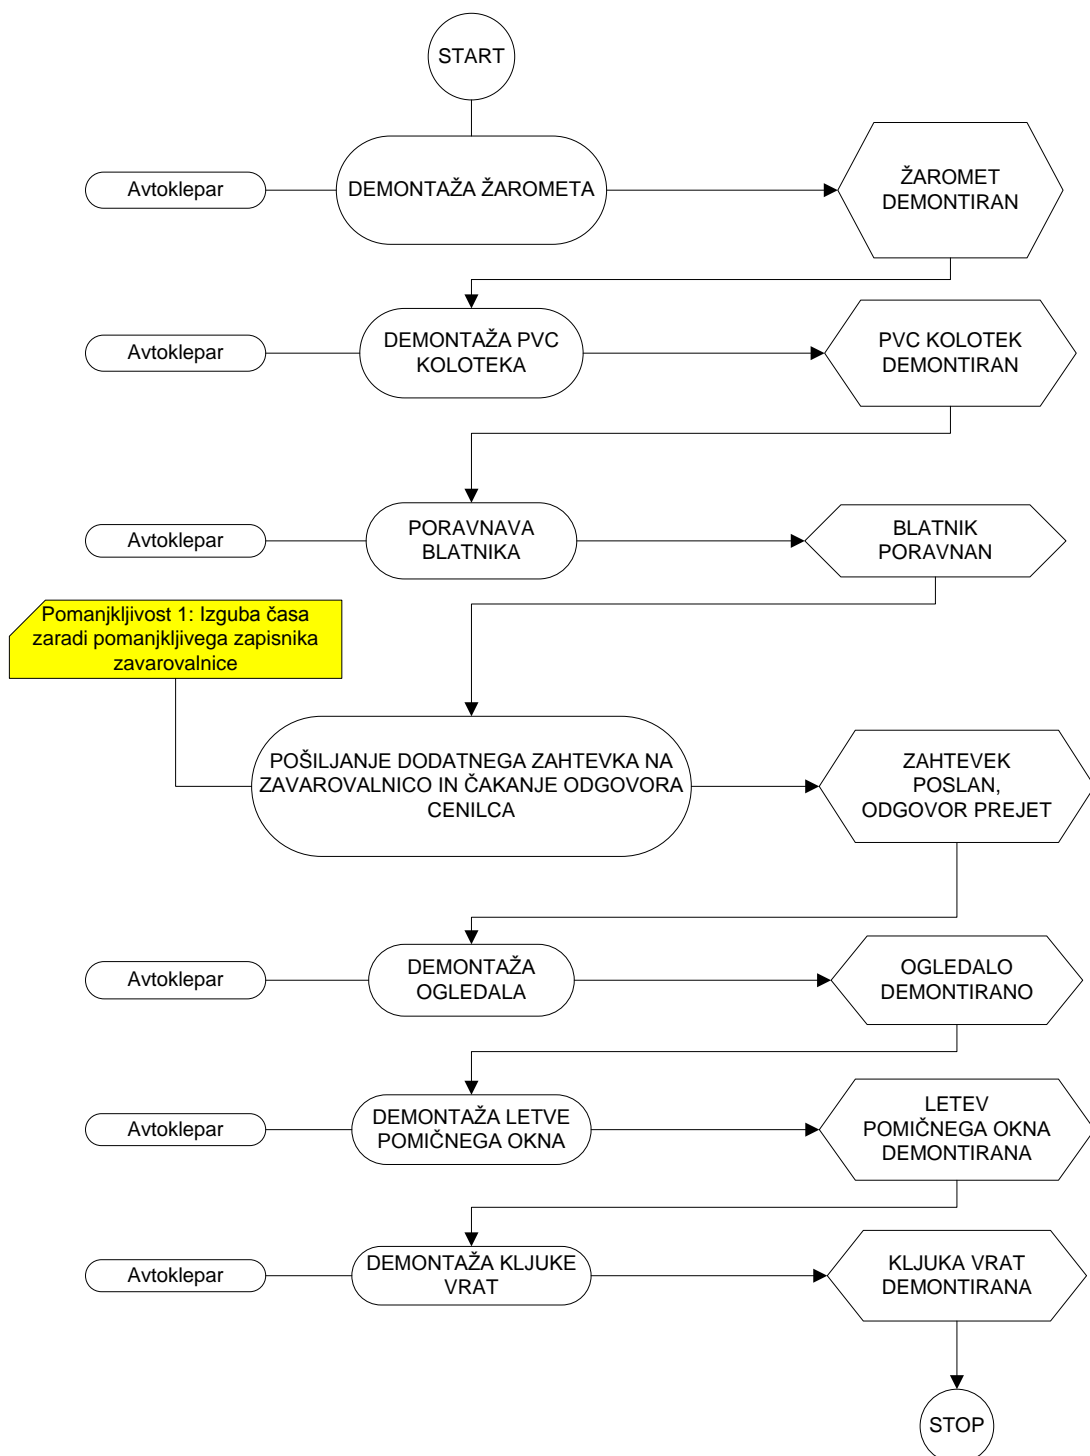 START
Avtoklepar
DEMONTAŽA ŽAROMETA
ŽAROMET
DEMONTIRAN
Avtoklepar
DEMONTAŽA PVC
KOLOTEKA
PVC KOLOTEK
DEMONTIRAN
Avtoklepar
PORAVNAVA
BLATNIKA
BLATNIK
PORAVNAN
Pomanjkljivost 1: Izguba časa
zaradi pomanjkljivega zapisnika
zavarovalnice
POŠILJANJE DODATNEGA ZAHTEVKA NA
ZAVAROVALNICO IN ČAKANJE ODGOVORA
CENILCA
ZAHTEVEK
POSLAN,
ODGOVOR PREJET
Avtoklepar
DEMONTAŽA
OGLEDALA
OGLEDALO
DEMONTIRANO
Avtoklepar
DEMONTAŽA LETVE
POMIČNEGA OKNA
LETEV
POMIČNEGA OKNA
DEMONTIRANA
Avtoklepar
DEMONTAŽA KLJUKE
VRAT
KLJUKA VRAT
DEMONTIRANA
STOP